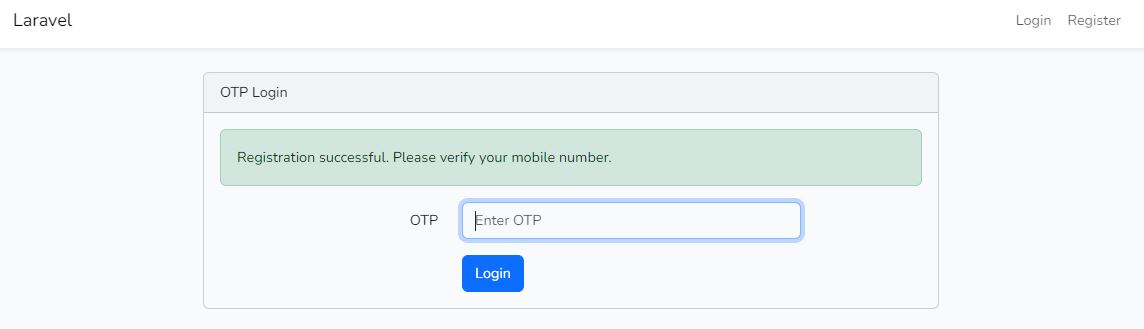 Laravel
Login Register
OTP Login
Registration successful. Please verify your mobile number.
OTP Enter OTP
Login